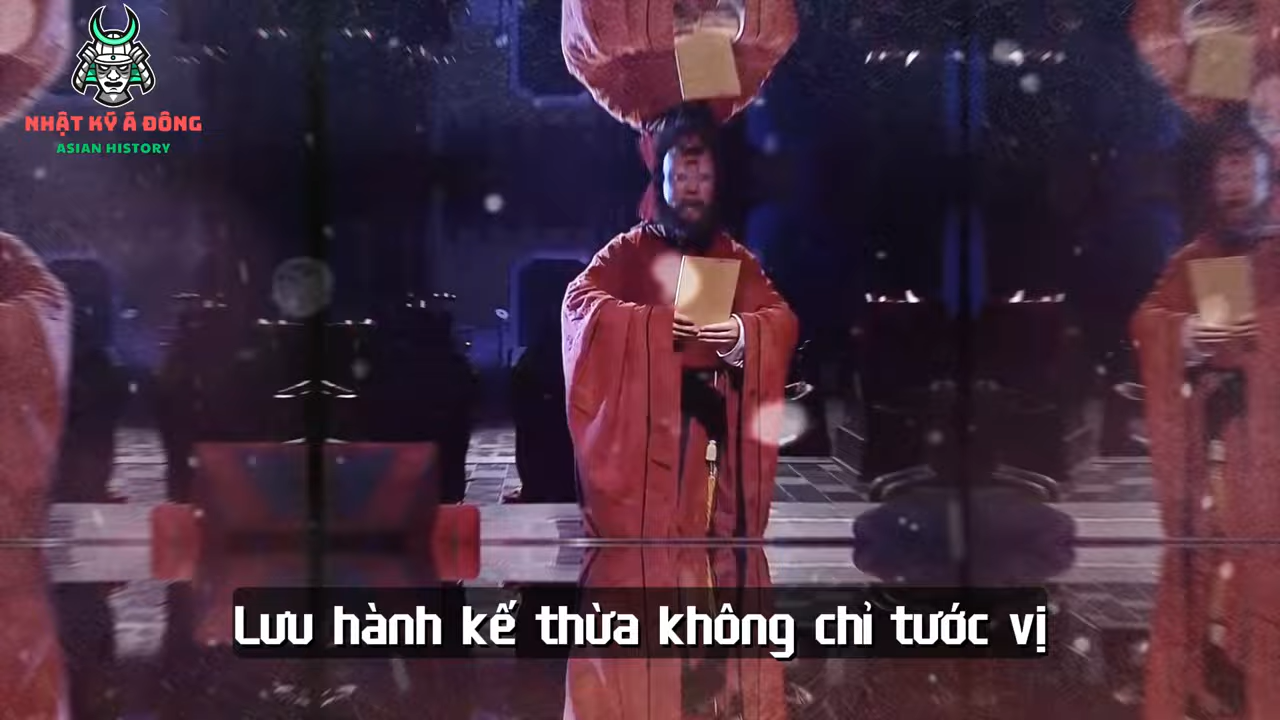 NHẬT KÝ Á ĐÔNG
ASIAN HISTORY
Lưu hành kế thừa không chỉ tước vị